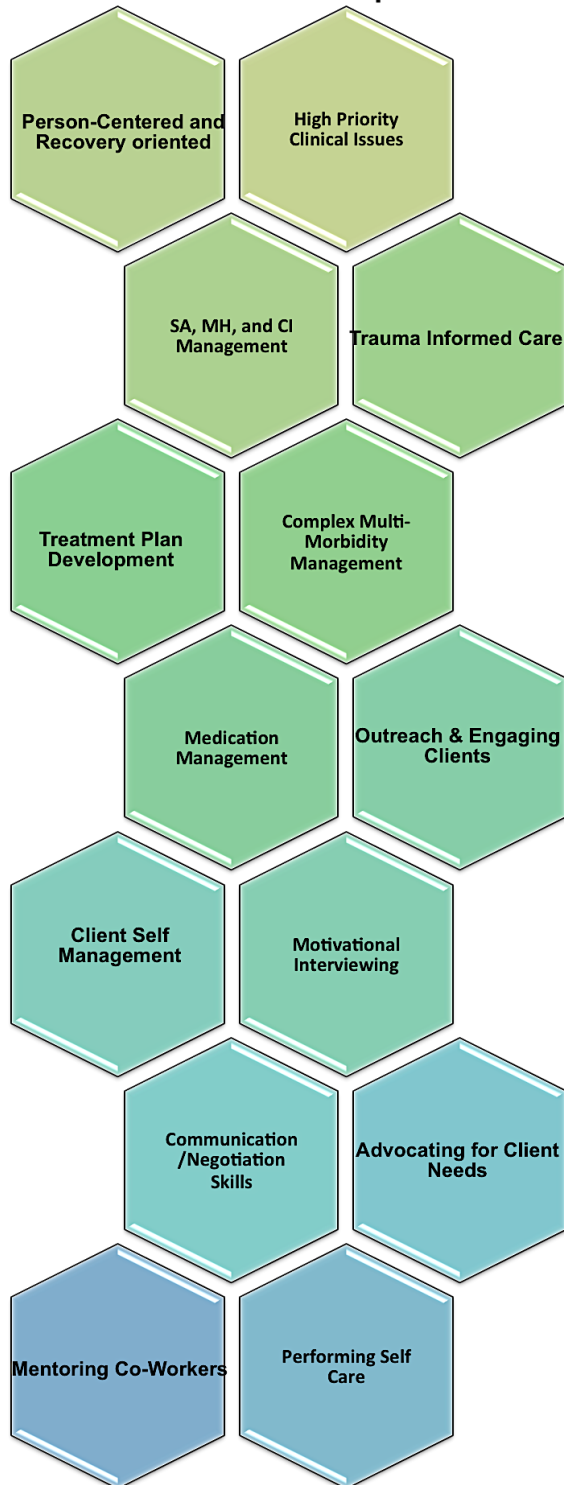 Person-Centered and
Recovery oriented
High Priority
Clinical Issues
SA, MH, and CI
Management
Trauma Informed Care
Treatment Plan
Development
Complex Multi-
Morbidity
Management
Medication
Management
Outreach & Engaging
Clients
Client Self
Management
Motivational
Interviewing
Communication
/Negotiation
Skills
Advocating for Client
Needs
Mentoring Co-Workers
Performing Self
Care